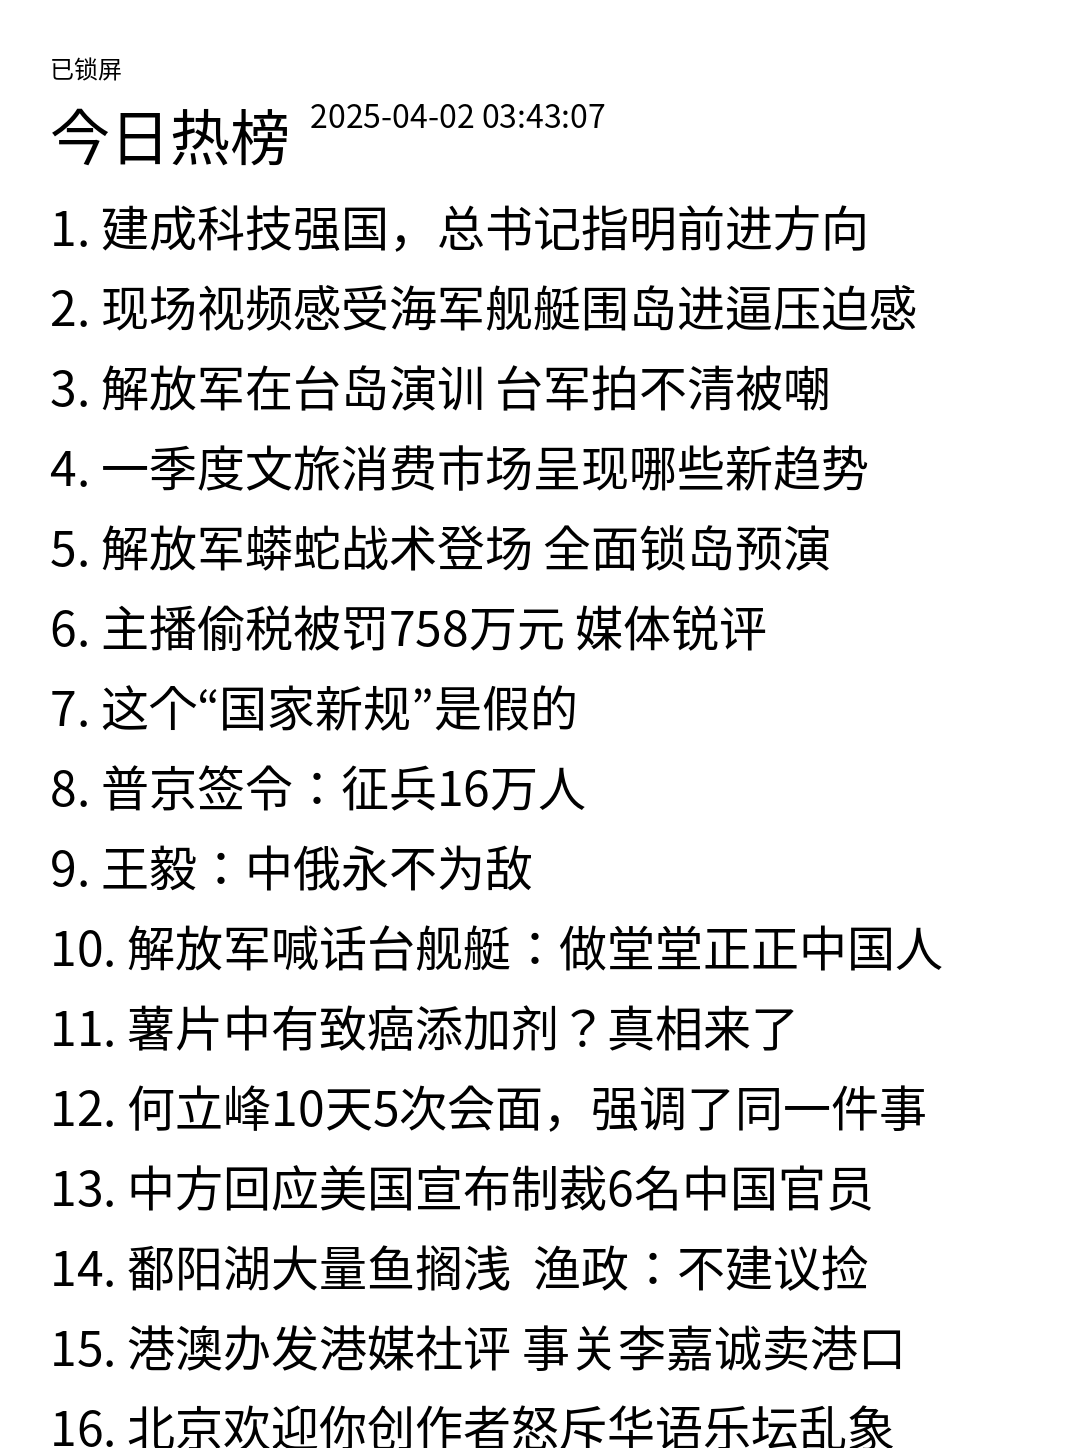 已锁屏
今日热榜 2025-04-02 03:43:07
1. 建成科技强国，总书记指明前进方向
2. 现场视频感受海军舰艇围岛进逼压迫感
3. 解放军在台岛演训 台军拍不清被嘲
4. 一季度文旅消费市场呈现哪些新趋势
5. 解放军蟒蛇战术登场 全面锁岛预演
6. 主播偷税被罚758万元 媒体锐评
7. 这个“国家新规”是假的
8. 普京签令：征兵16万人
9. 王毅：中俄永不为敌
10. 解放军喊话台舰艇：做堂堂正正中国人
11. 薯片中有致癌添加剂？真相来了
12. 何立峰10天5次会面，强调了同一件事
13. 中方回应美国宣布制裁6名中国官员
14. 鄱阳湖大量鱼搁浅  渔政：不建议捡
15. 港澳办发港媒社评 事关李嘉诚卖港口
16. 北京欢迎你创作者怒斥华语乐坛乱象